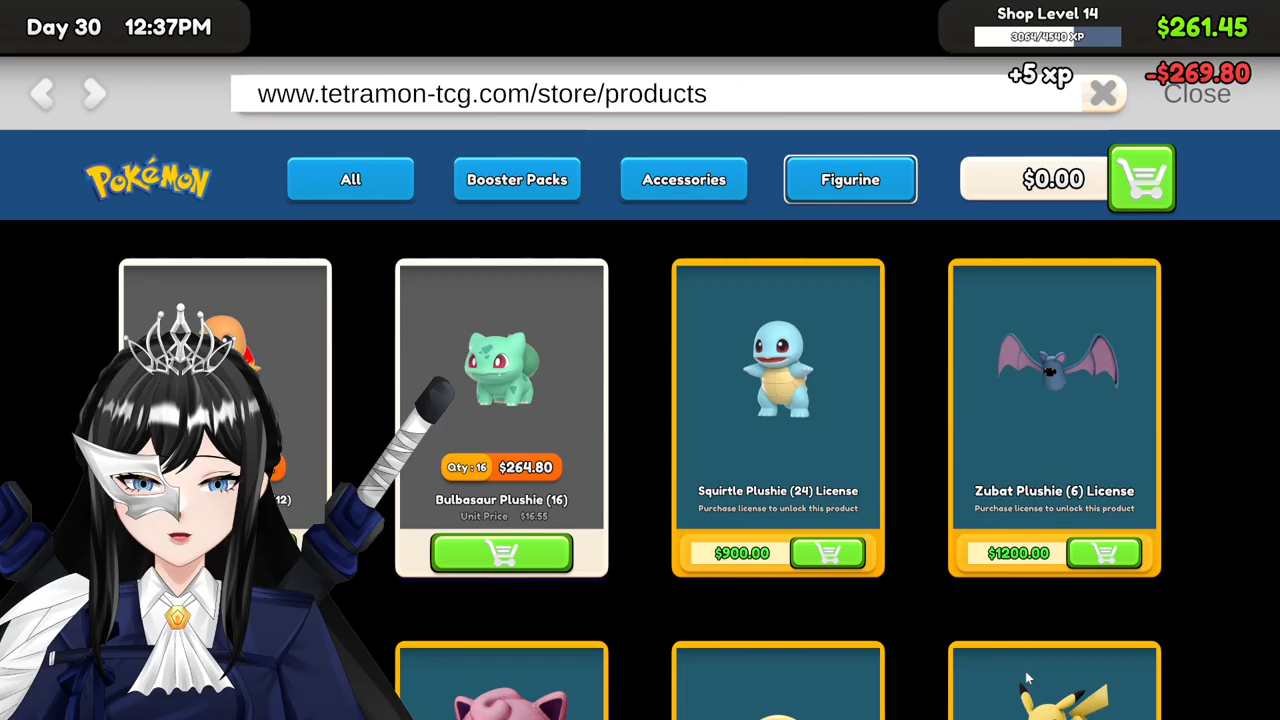 Day 30 12:37PM
Shop Level 14
3064/4540 XP
$261.45
+5 xp
-$269.80
www.tetramon-tcg.com/store/products
Close
POKéMON
All
Booster Packs
Accessories
Figurine
$0.00
12)
Qty : 16 $264.80
Bulbasaur Plushie (16)
Unit Price $16.55
Squirtle Plushie (24) License
Purchase license to unlock this product
$900.00
Zubat Plushie (6) License
Purchase license to unlock this product
$1200.00